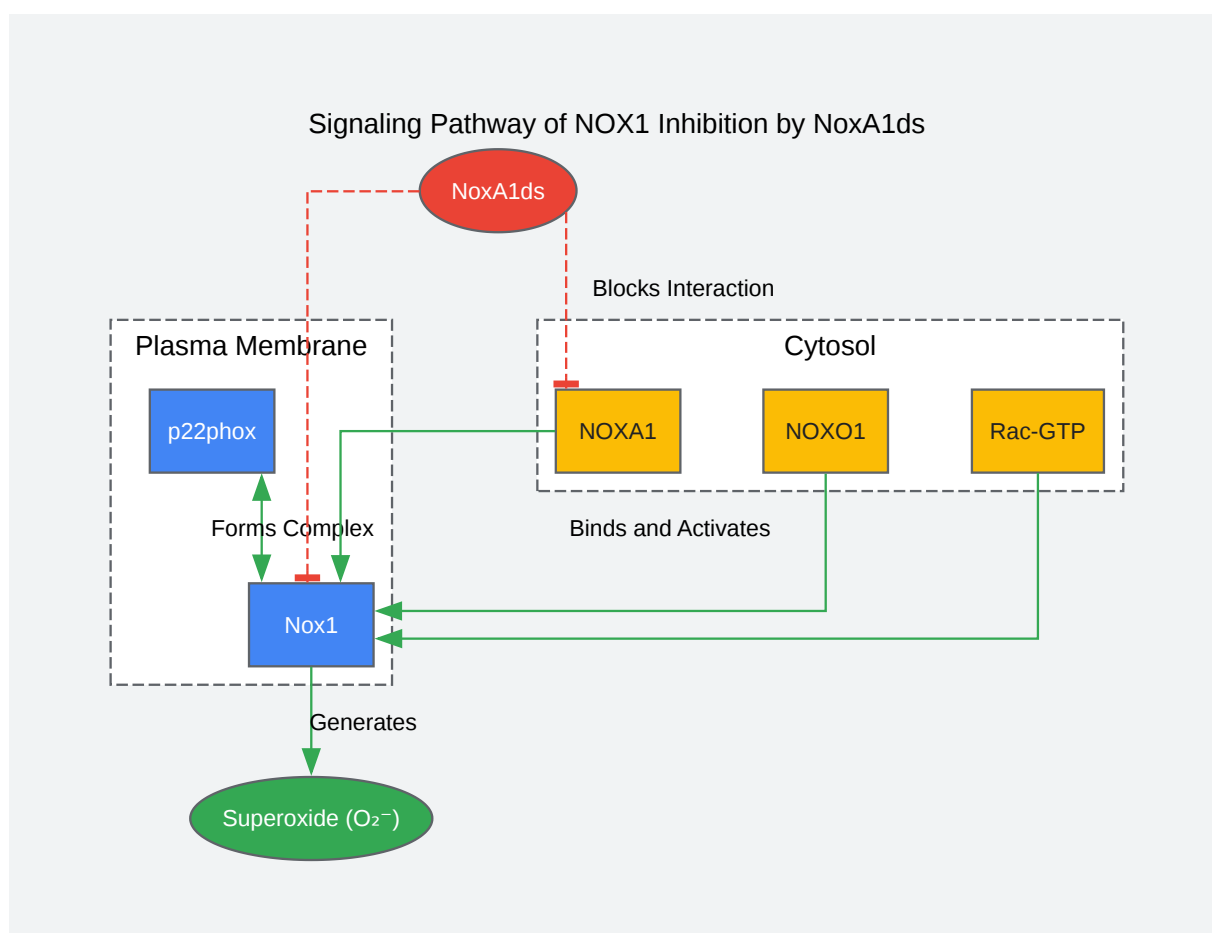 Signaling Pathway of NOX1 Inhibition by NoxA1ds
NoxA1ds
Blocks Interaction
Plasma Membrane
Cytosol
p22phox
NOXA1
NOXO1
Rac-GTP
Forms Complex
Binds and Activates
Nox1
Generates
Superoxide (O₂⁻)